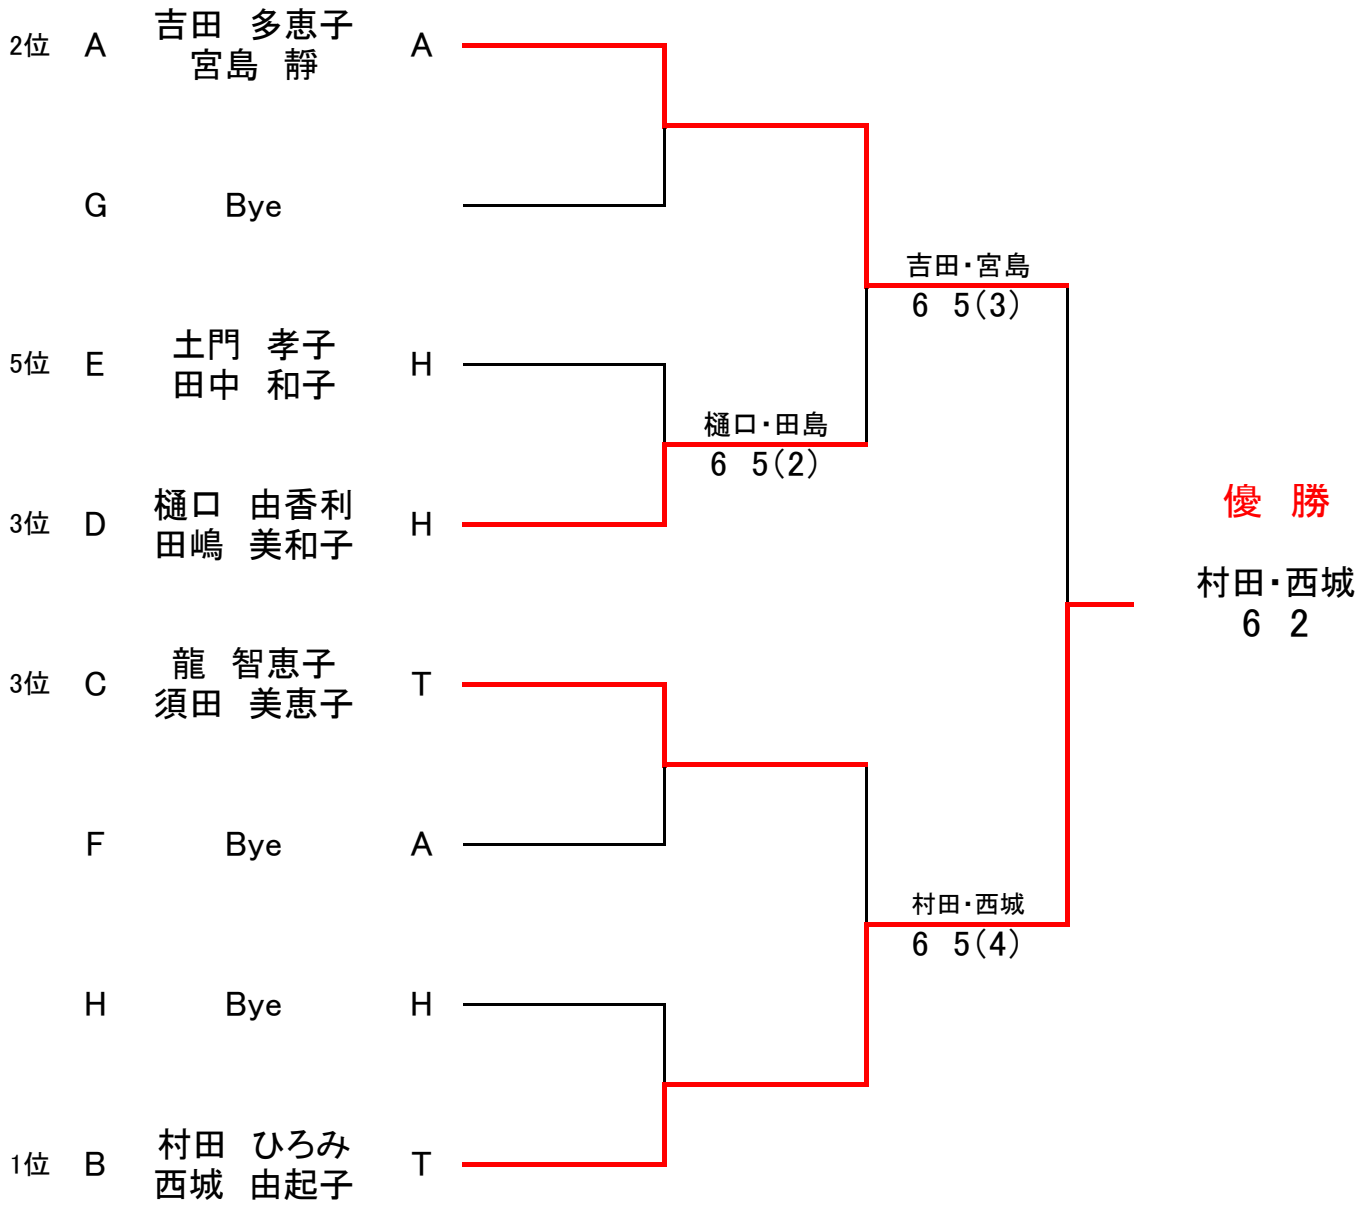 吉田 多恵子
2位 A A
宮島 靜
G Bye
吉田・宮島
6 5(3)
土門 孝子
5位 E H
田中 和子
樋口・田島
6 5(2)
樋口 由香利
3位 D H
田嶋 美和子
優 勝
村田・西城
6 2
龍 智恵子
3位 C T
須田 美恵子
F Bye A
村田・西城
6 5(4)
H Bye H
村田 ひろみ
1位 B T
西城 由起子